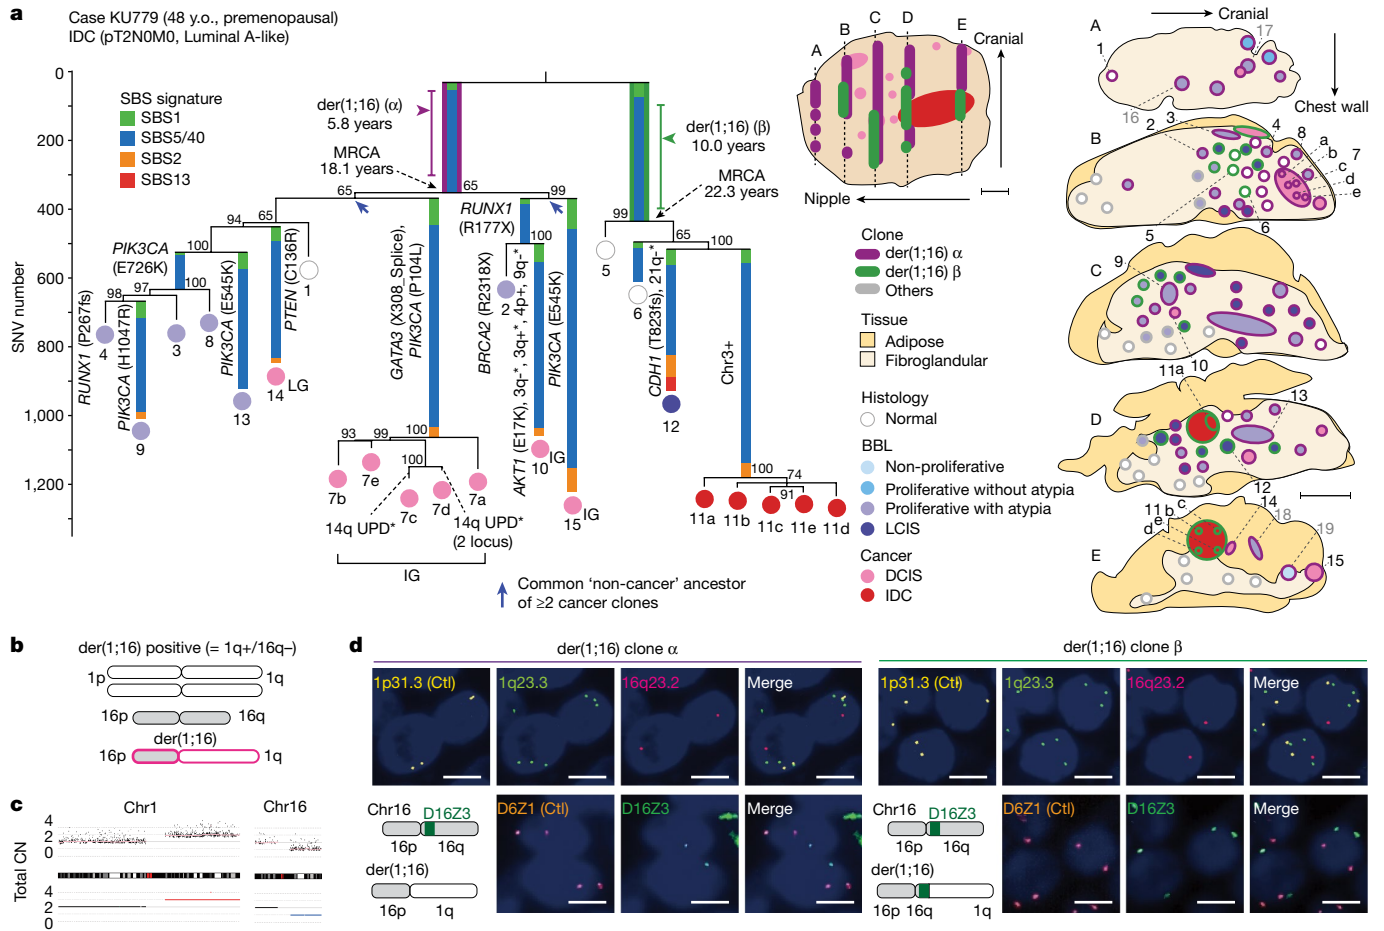 a
Case KU779 (48 y.o., premenopausal)
IDC (pT2N0M0, Luminal A-like)
SNV number
0
200
400
600
800
1,000
1,200
SBS signature
SBS1
SBS5/40
SBS2
SBS13
der(1;16) (α)
5.8 years
MRCA
18.1 years
der(1;16) (β)
10.0 years
MRCA
22.3 years
65
65
99
99
94
65
100
100
65
100
98
97
100
100
RUNX1
(R177X)
PIK3CA
(E726K)
RUNX1 (P267fs)
PIK3CA (H1047R)
PIK3CA (E545K)
PTEN (C136R)
GATA3 (X308_Splice),
PIK3CA (P104L)
BRCA2 (R2318X)
AKT1 (E17K), 3q-*, 3q+*, 4p+, 9q-*
PIK3CA (E545K)
CDH1 (T823fs), 21q-*
Chr3+
4
9
3
8
13
14
LG
1
2
10
IG
15
IG
5
6
12
93
99
100
100
7b
7e
7c
7d
7a
14q UPD*
14q UPD*
(2 locus)
IG
100
74
91
11a
11b
11c
11e
11d
Common ‘non-cancer’ ancestor
of ≥2 cancer clones
A
B
C
D
E
Cranial
Nipple
Clone
der(1;16) α
der(1;16) β
Others
Tissue
Adipose
Fibroglandular
Histology
Normal
BBL
Non-proliferative
Proliferative without atypia
Proliferative with atypia
LCIS
Cancer
DCIS
IDC
Cranial
Chest wall
A
1
17
16
B
2
3
4
8
a
b
7
c
d
e
5
6
C
9
11a
10
D
13
12
E
11
b
c
e
d
14
18
19
15
b
der(1;16) positive (= 1q+/16q–)
1p
1q
16p
16q
der(1;16)
16p
1q
c
Chr1
Chr16
Total CN
4
2
0
4
2
0
d
der(1;16) clone α
der(1;16) clone β
1p31.3 (Ctl)
1q23.3
16q23.2
Merge
1p31.3 (Ctl)
1q23.3
16q23.2
Merge
Chr16
D16Z3
16p
16q
der(1;16)
16p
1q
D6Z1 (Ctl)
D16Z3
Merge
Chr16
D16Z3
16p
16q
der(1;16)
16p
16q
1q
D6Z1 (Ctl)
D16Z3
Merge